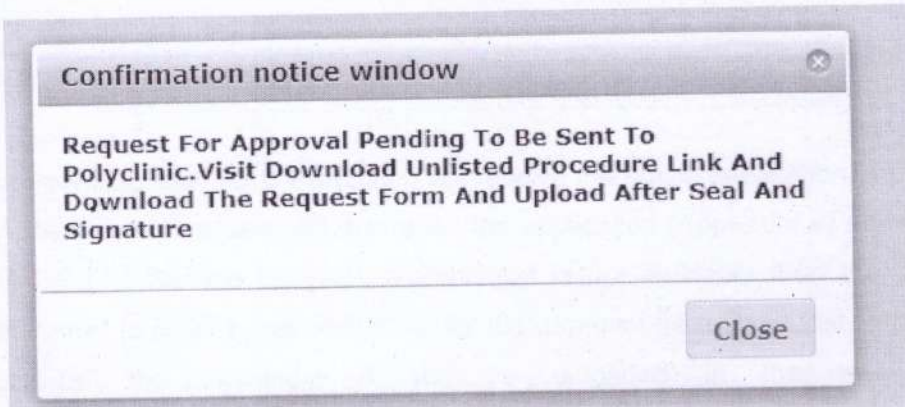 Confirmation notice window
Request For Approval Pending To Be Sent To
Polyclinic.Visit Download Unlisted Procedure Link And
Download The Request Form And Upload After Seal And
Signature
Close